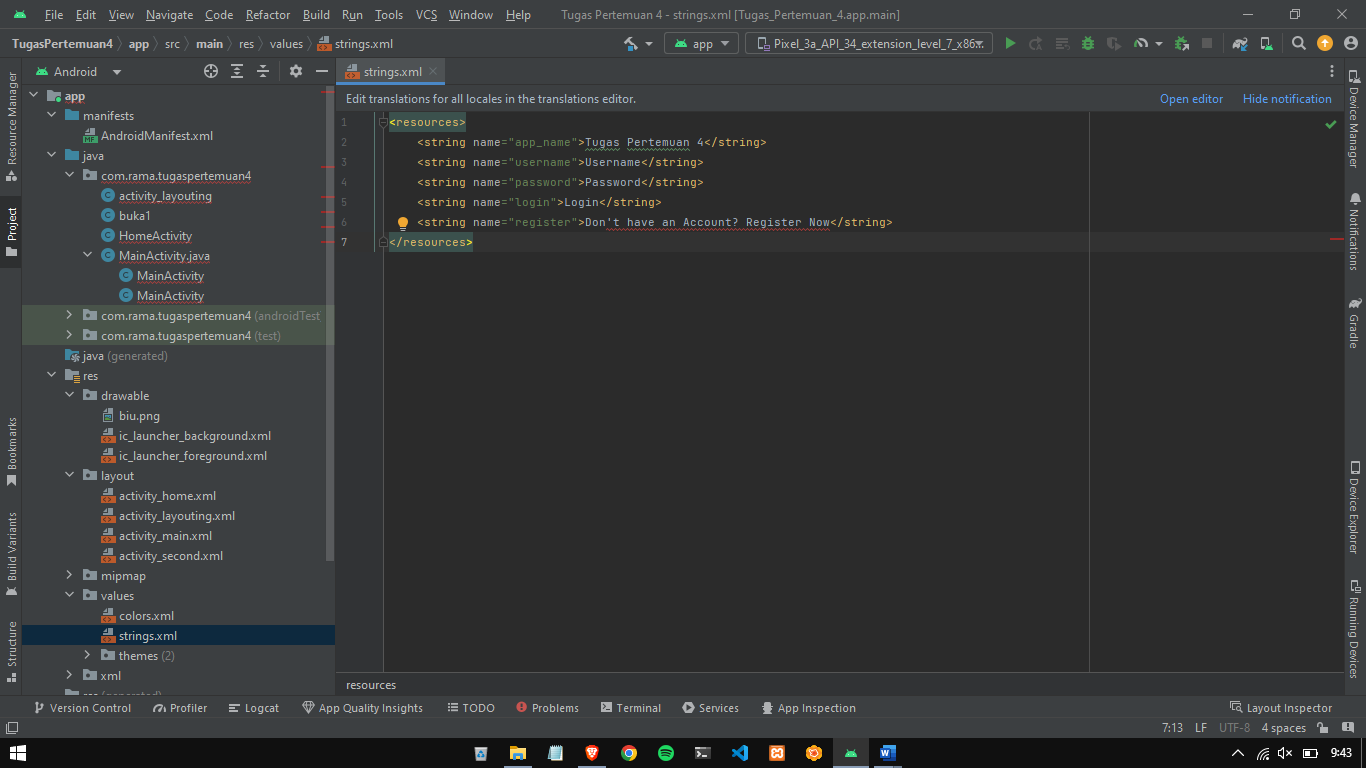 File Edit View Navigate Code Refactor Build Run Tools VCS Window Help Tugas Pertemuan 4 - strings.xml [Tugas_Pertemuan_4.app.main]
TugasPertemuan4 app src main res values strings.xml app Pixel_3a_API_34_extension_level_7_x86...
Resource Manager
Project
Bookmarks
Build Variants
Structure
Android
app
manifests
AndroidManifest.xml
java
com.rama.tugaspertemuan4
activity_layouting
buka1
HomeActivity
MainActivity.java
MainActivity
MainActivity
com.rama.tugaspertemuan4 (androidTest
com.rama.tugaspertemuan4 (test)
java (generated)
res
drawable
biu.png
ic_launcher_background.xml
ic_launcher_foreground.xml
layout
activity_home.xml
activity_layouting.xml
activity_main.xml
activity_second.xml
mipmap
values
colors.xml
strings.xml
themes (2)
xml
strings.xml
Edit translations for all locales in the translations editor. Open editor Hide notification
1 <resources>
2 <string name="app_name">Tugas Pertemuan 4</string>
3 <string name="username">Username</string>
4 <string name="password">Password</string>
5 <string name="login">Login</string>
6 <string name="register">Don't have an Account? Register Now</string>
7 </resources>
resources
Device Manager
Notifications
Gradle
Device Explorer
Running Devices
Version Control Profiler Logcat App Quality Insights TODO Problems Terminal Services App Inspection Layout Inspector
7:13 LF UTF-8 4 spaces
9:43